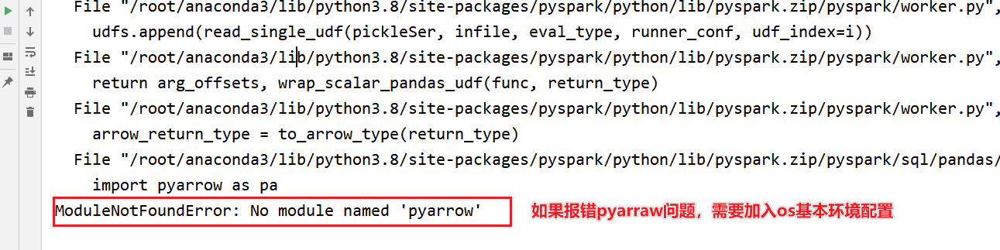 File "/root/anaconda3/lib/python3.8/site-packages/pyspark/python/lib/pyspark.zip/pyspark/worker.py",
udfs.append(read_single_udf(pickleSer, infile, eval_type, runner_conf, udf_index=i))
File "/root/anaconda3/lib/python3.8/site-packages/pyspark/python/lib/pyspark.zip/pyspark/worker.py",
return arg_offsets, wrap_scalar_pandas_udf(func, return_type)
File "/root/anaconda3/lib/python3.8/site-packages/pyspark/python/lib/pyspark.zip/pyspark/worker.py",
arrow_return_type = to_arrow_type(return_type)
File "/root/anaconda3/lib/python3.8/site-packages/pyspark/python/lib/pyspark.zip/pyspark/sql/pandas/
import pyarrow as pa
ModuleNotFoundError: No module named 'pyarrow' 如果报错pyarraw问题，需要加入os基本环境配置